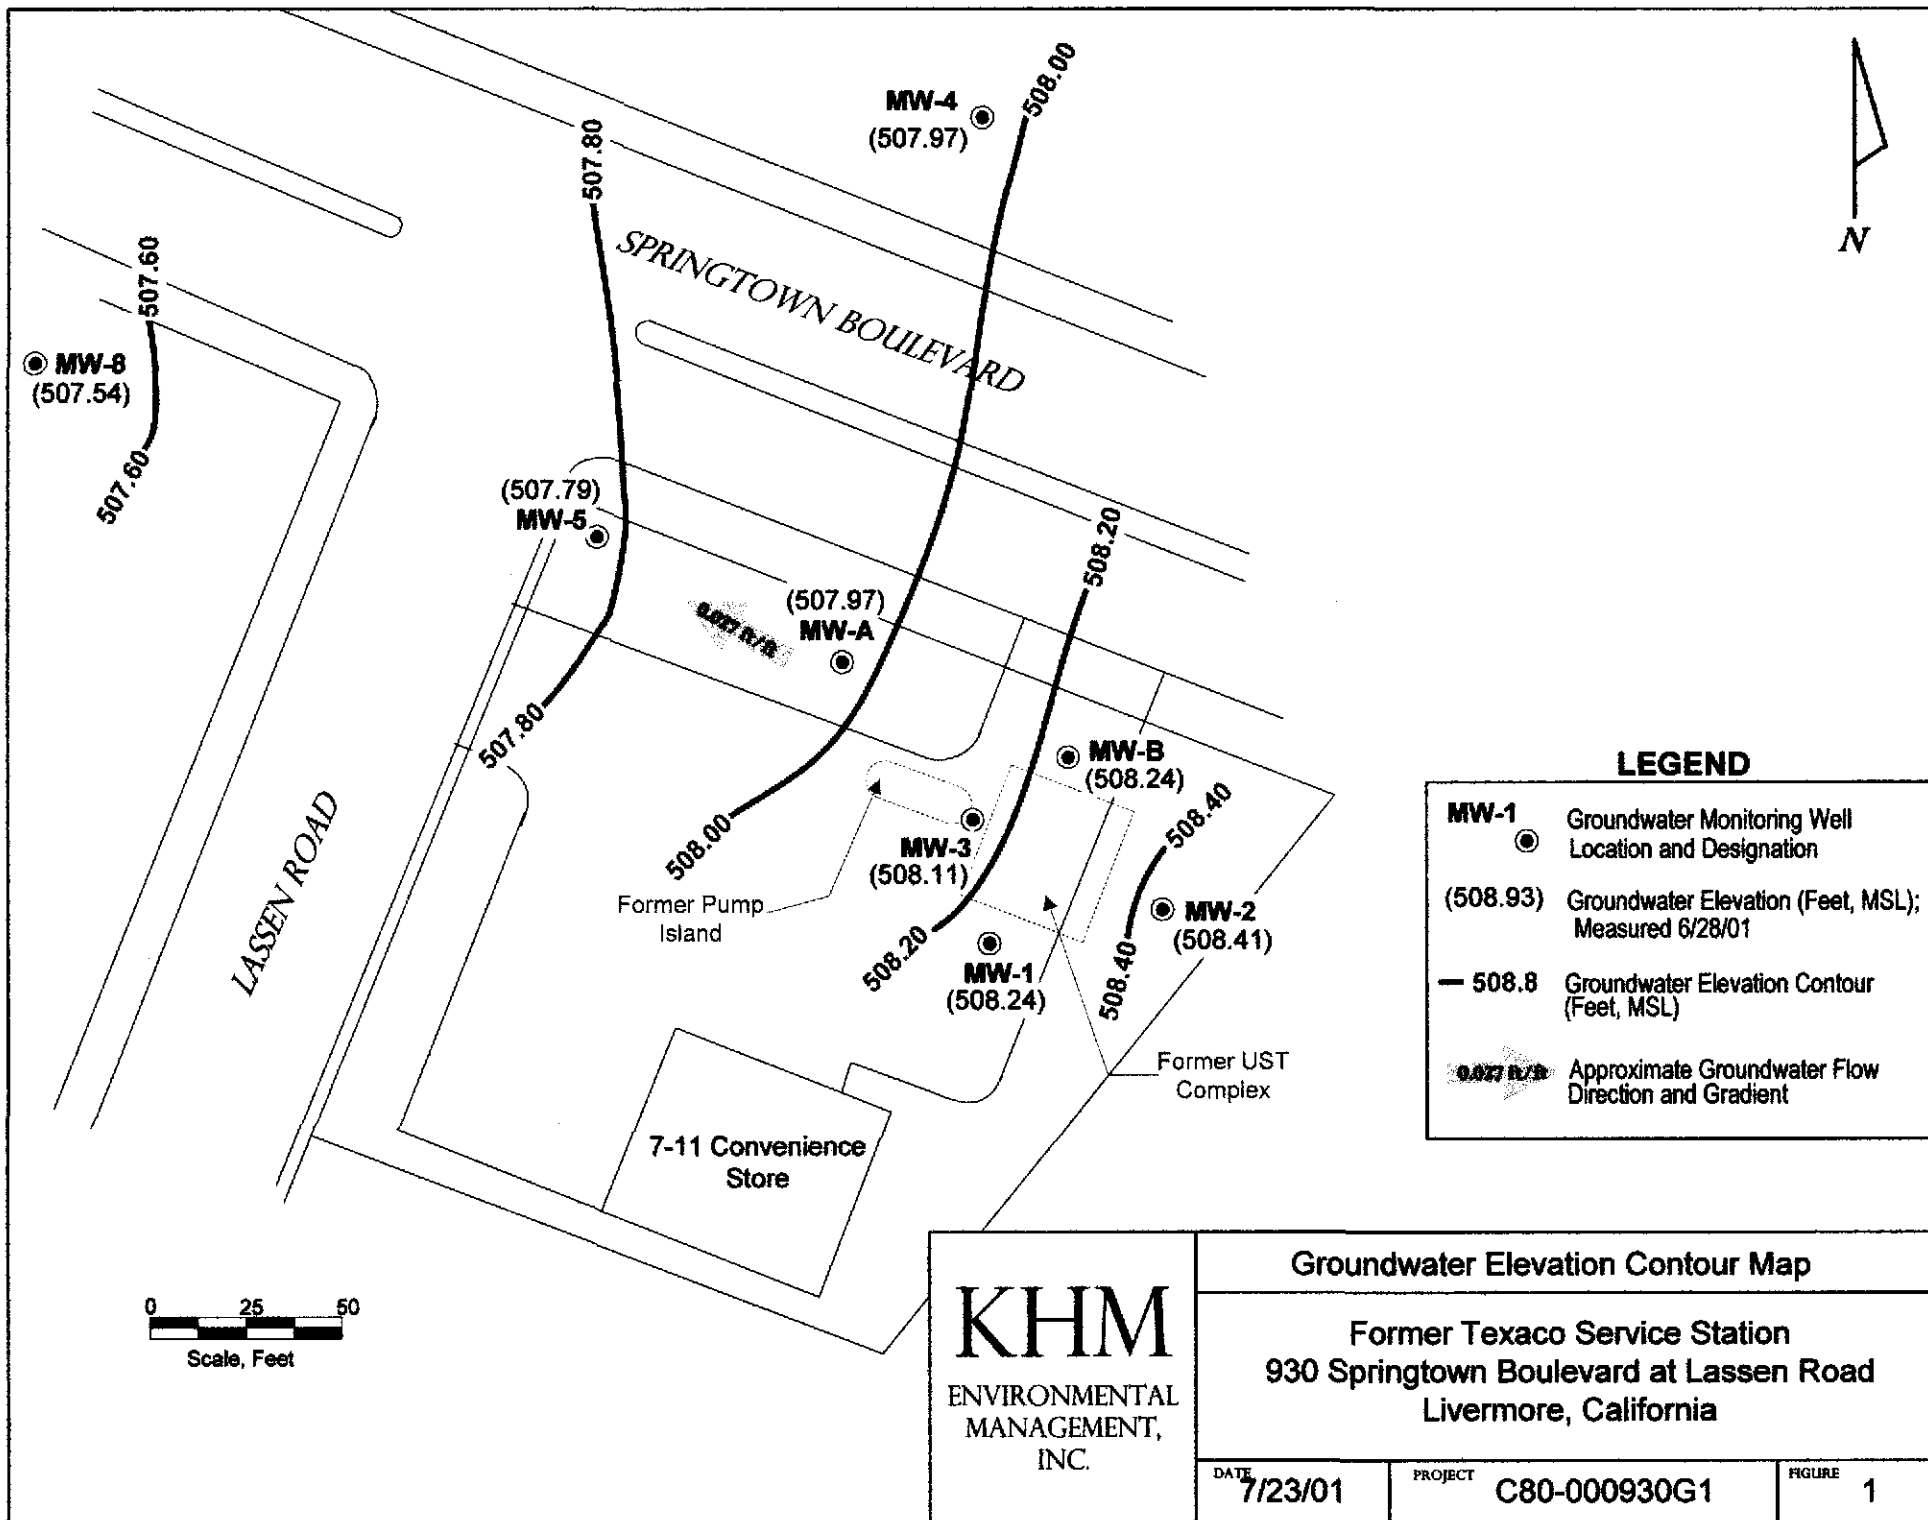 508.00
MW-4
(507.97)
507.80
SPRINGTOWN BOULEVARD
N
507.60
MW-8
(507.54)
507.60
(507.79)
MW-5
508.20
(507.97)
MW-A
507.80
MW-B
(508.24)
508.40
508.00
MW-3
(508.11)
Former Pump
Island
508.20
MW-1
(508.24)
MW-2
(508.41)
508.40
LASSEN ROAD
Former UST
Complex
7-11 Convenience
Store
LEGEND
MW-1
Groundwater Monitoring Well
Location and Designation
(508.93)
Groundwater Elevation (Feet, MSL);
Measured 6/28/01
508.8
Groundwater Elevation Contour
(Feet, MSL)
Approximate Groundwater Flow
Direction and Gradient
0 25 50
Scale, Feet
KHM
ENVIRONMENTAL
MANAGEMENT,
INC.
Groundwater Elevation Contour Map
Former Texaco Service Station
930 Springtown Boulevard at Lassen Road
Livermore, California
DATE 7/23/01
PROJECT C80-000930G1
FIGURE 1